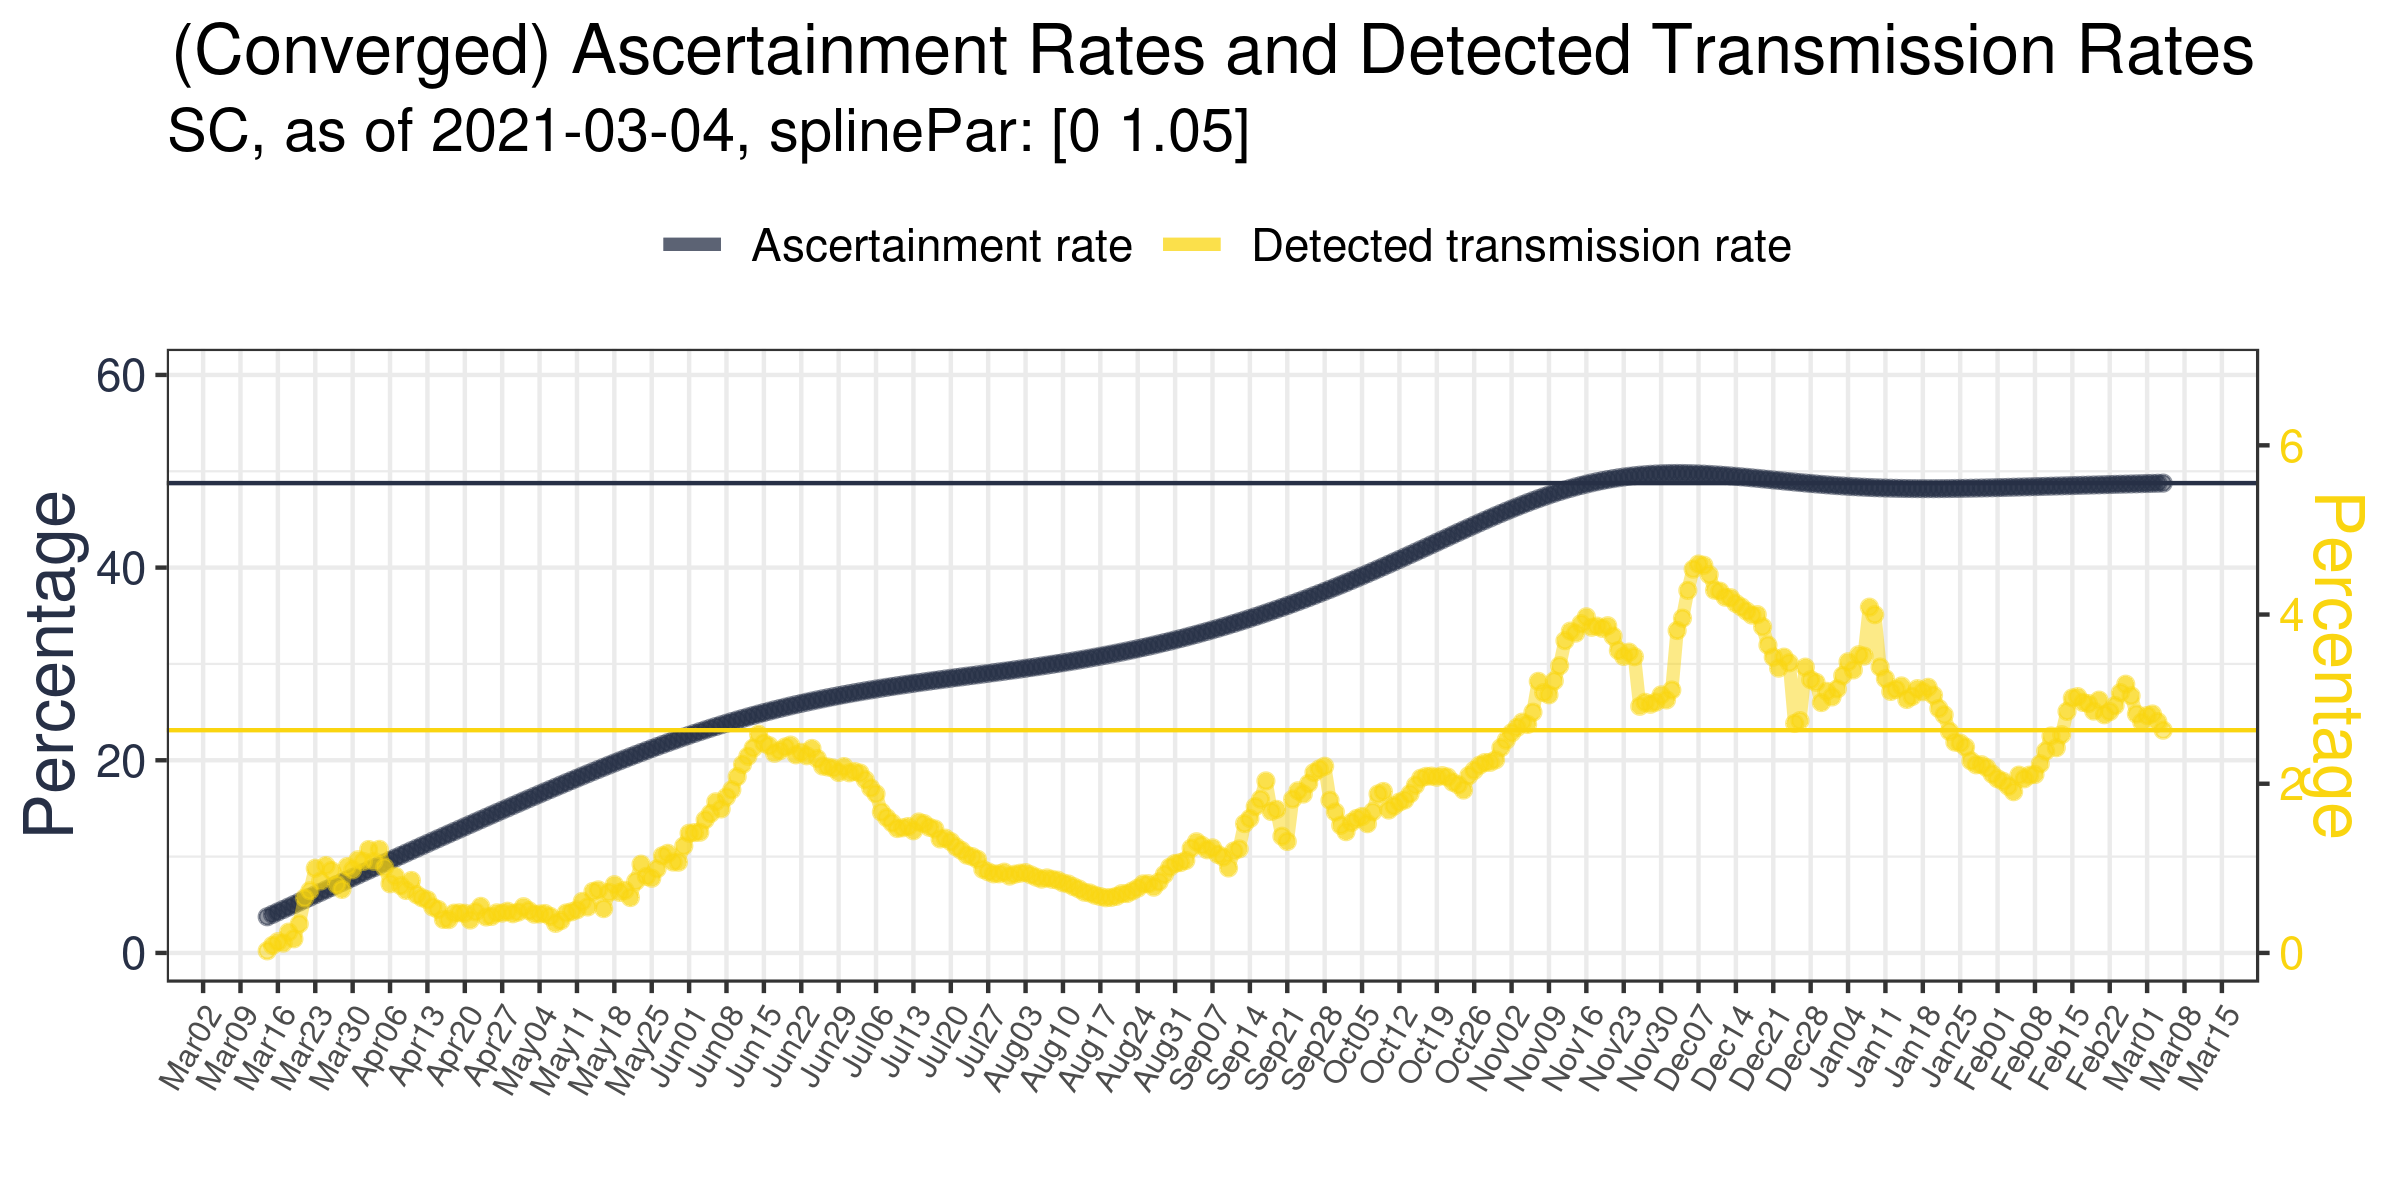 (Converged) Ascertainment Rates and Detected Transmission Rates
SC, as of 2021-03-04, splinePar: [0 1.05]
Ascertainment rate Detected transmission rate
60
40
20
0
Percentage
6
4
2
0
Percentage
Mar02 Mar09 Mar16 Mar23 Mar30 Apr06 Apr13 Apr20 Apr27 May04 May11 May18 May25 Jun01 Jun08 Jun15 Jun22 Jun29 Jul06 Jul13 Jul20 Jul27 Aug03 Aug10 Aug17 Aug24 Aug31 Sep07 Sep14 Sep21 Sep28 Oct05 Oct12 Oct19 Oct26 Nov02 Nov09 Nov16 Nov23 Nov30 Dec07 Dec14 Dec21 Dec28 Jan04 Jan11 Jan18 Jan25 Feb01 Feb08 Feb15 Feb22 Mar01 Mar08 Mar15